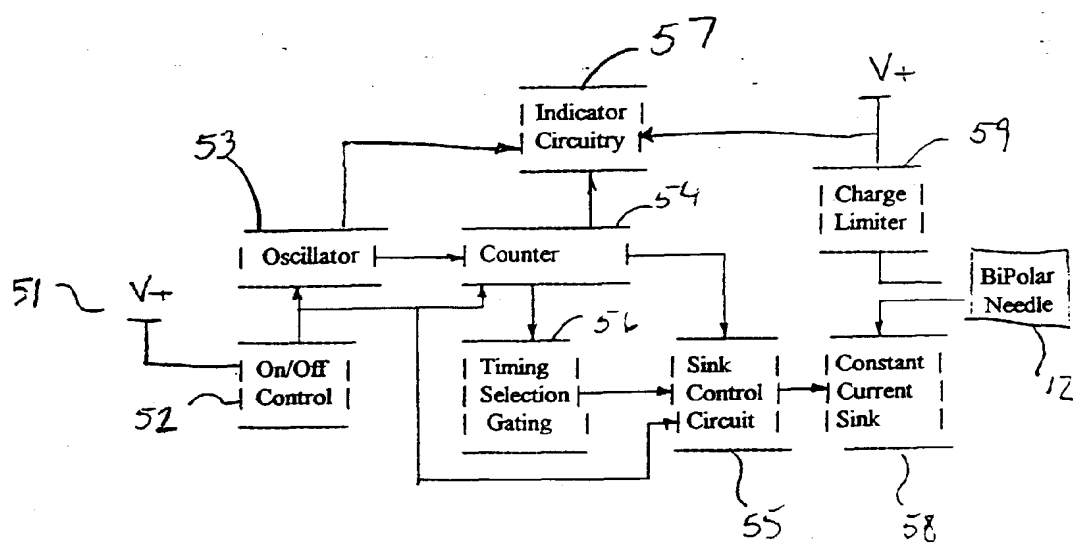 57
V+
Indicator
Circuitry
59
53
Charge
Limiter
54
Oscillator
Counter
BiPolar
Needle
51
V+
56
12
On/Off
Control
52
Timing
Selection
Gating
Sink
Control
Circuit
Constant
Current
Sink
55
58